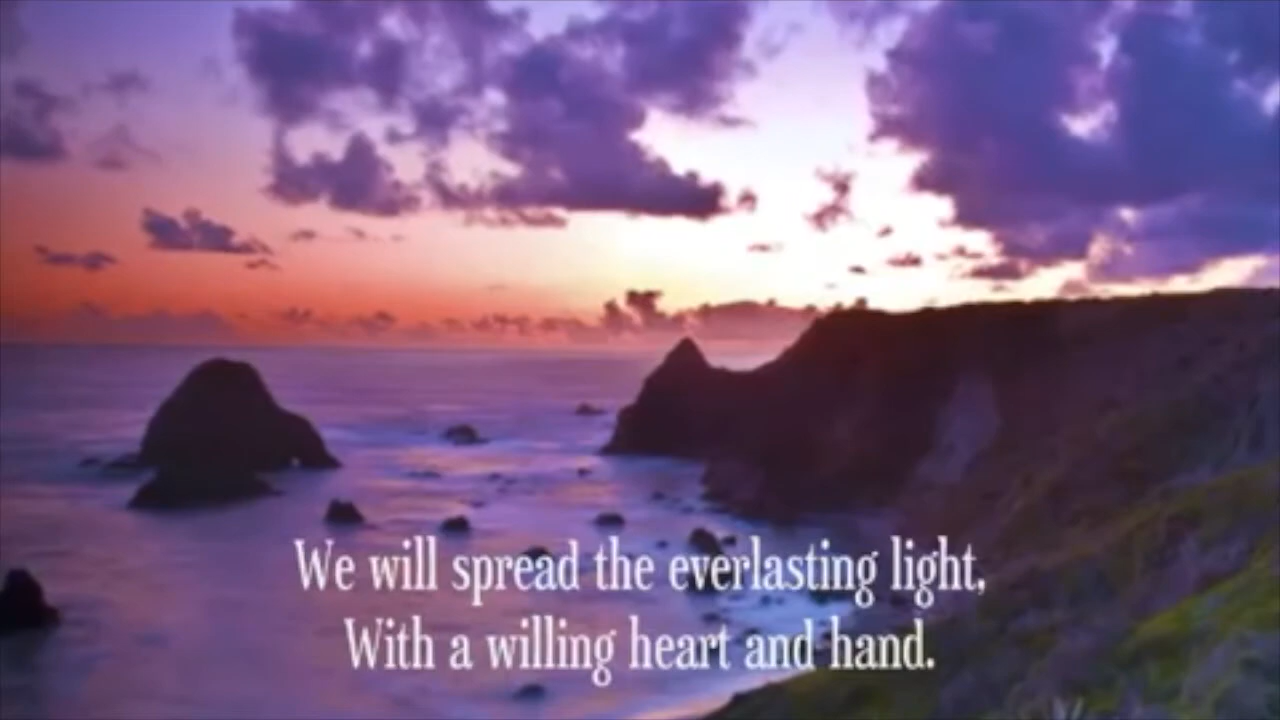 We will spread the everlasting light,
With a willing heart and hand.